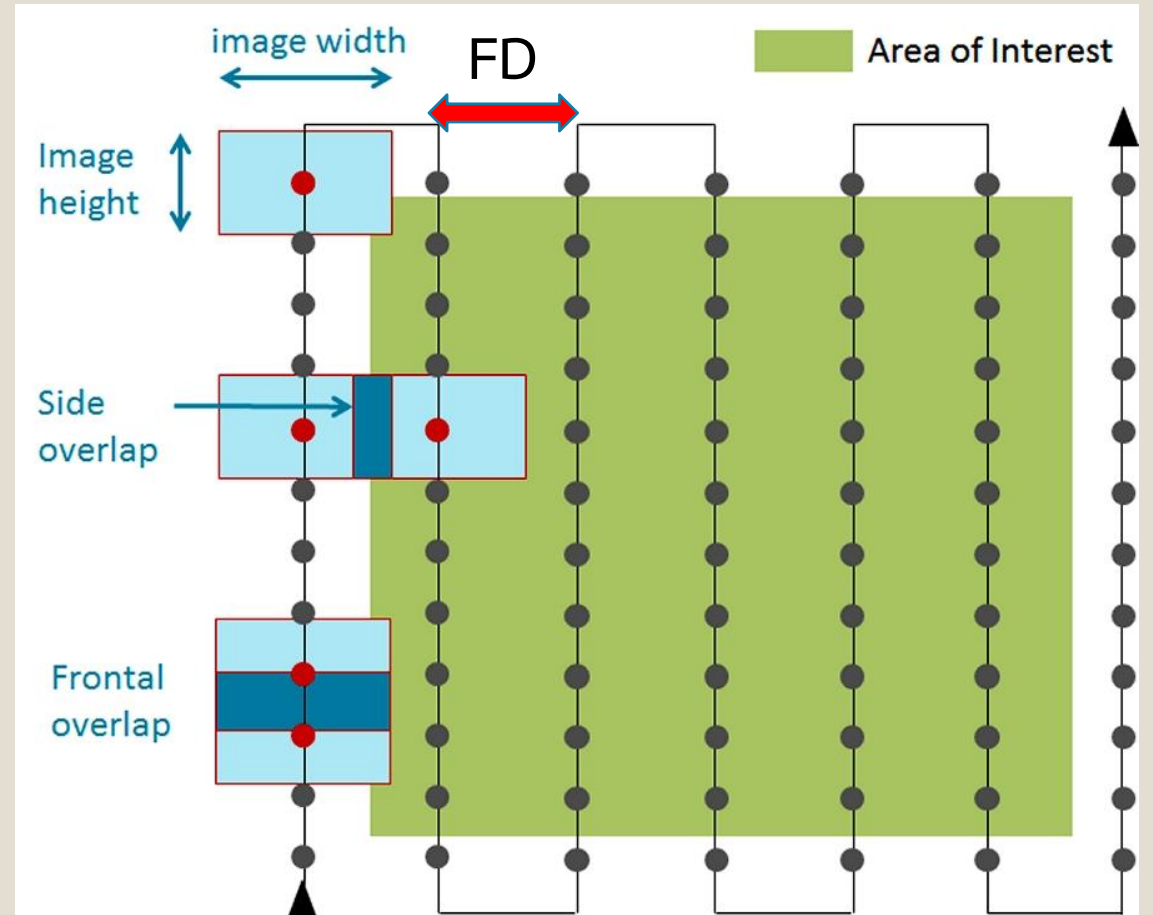 image width
FD
Area of Interest
Image
height
Side
overlap
Frontal
overlap